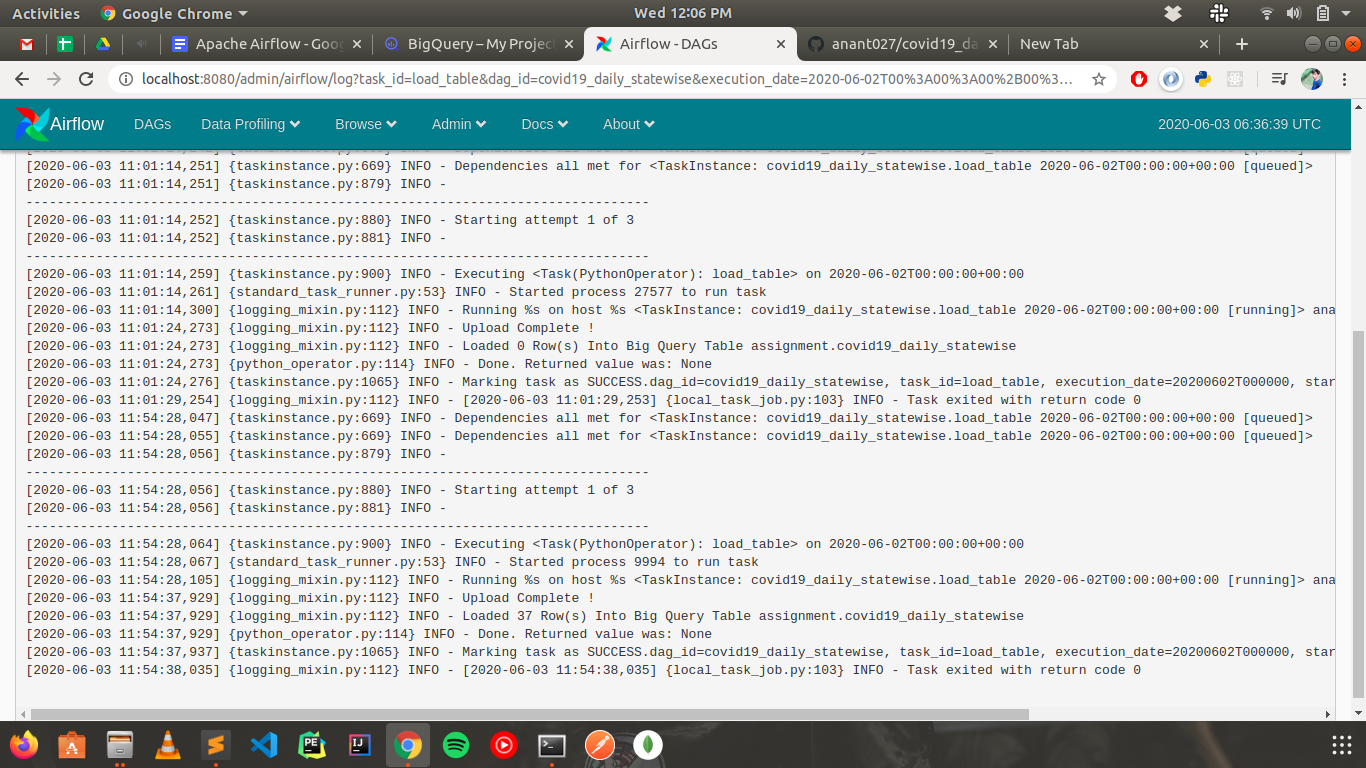 Activities Google Chrome Wed 12:06 PM
Apache Airflow - Goo BigQuery – My Projec Airflow - DAGs anant027/covid19_da New Tab
localhost:8080/admin/airflow/log?task_id=load_table&dag_id=covid19_daily_statewise&execution_date=2020-06-02T00%3A00%3A00%2B00%3...
Airflow DAGs Data Profiling Browse Admin Docs About 2020-06-03 06:36:39 UTC
[2020-06-03 11:01:14,251] {taskinstance.py:669} INFO - Dependencies all met for <TaskInstance: covid19_daily_statewise.load_table 2020-06-02T00:00:00+00:00 [queued]>
[2020-06-03 11:01:14,251] {taskinstance.py:879} INFO -
--------------------------------------------------------------------------------
[2020-06-03 11:01:14,252] {taskinstance.py:880} INFO - Starting attempt 1 of 3
[2020-06-03 11:01:14,252] {taskinstance.py:881} INFO -
--------------------------------------------------------------------------------
[2020-06-03 11:01:14,259] {taskinstance.py:900} INFO - Executing <Task(PythonOperator): load_table> on 2020-06-02T00:00:00+00:00
[2020-06-03 11:01:14,261] {standard_task_runner.py:53} INFO - Started process 27577 to run task
[2020-06-03 11:01:14,300] {logging_mixin.py:112} INFO - Running %s on host %s <TaskInstance: covid19_daily_statewise.load_table 2020-06-02T00:00:00+00:00 [running]> ana
[2020-06-03 11:01:24,273] {logging_mixin.py:112} INFO - Upload Complete !
[2020-06-03 11:01:24,273] {logging_mixin.py:112} INFO - Loaded 0 Row(s) Into Big Query Table assignment.covid19_daily_statewise
[2020-06-03 11:01:24,273] {python_operator.py:114} INFO - Done. Returned value was: None
[2020-06-03 11:01:24,276] {taskinstance.py:1065} INFO - Marking task as SUCCESS.dag_id=covid19_daily_statewise, task_id=load_table, execution_date=20200602T000000, star
[2020-06-03 11:01:29,254] {logging_mixin.py:112} INFO - [2020-06-03 11:01:29,253] {local_task_job.py:103} INFO - Task exited with return code 0
[2020-06-03 11:54:28,047] {taskinstance.py:669} INFO - Dependencies all met for <TaskInstance: covid19_daily_statewise.load_table 2020-06-02T00:00:00+00:00 [queued]>
[2020-06-03 11:54:28,055] {taskinstance.py:669} INFO - Dependencies all met for <TaskInstance: covid19_daily_statewise.load_table 2020-06-02T00:00:00+00:00 [queued]>
[2020-06-03 11:54:28,056] {taskinstance.py:879} INFO -
--------------------------------------------------------------------------------
[2020-06-03 11:54:28,056] {taskinstance.py:880} INFO - Starting attempt 1 of 3
[2020-06-03 11:54:28,056] {taskinstance.py:881} INFO -
--------------------------------------------------------------------------------
[2020-06-03 11:54:28,064] {taskinstance.py:900} INFO - Executing <Task(PythonOperator): load_table> on 2020-06-02T00:00:00+00:00
[2020-06-03 11:54:28,067] {standard_task_runner.py:53} INFO - Started process 9994 to run task
[2020-06-03 11:54:28,105] {logging_mixin.py:112} INFO - Running %s on host %s <TaskInstance: covid19_daily_statewise.load_table 2020-06-02T00:00:00+00:00 [running]> ana
[2020-06-03 11:54:37,929] {logging_mixin.py:112} INFO - Upload Complete !
[2020-06-03 11:54:37,929] {logging_mixin.py:112} INFO - Loaded 37 Row(s) Into Big Query Table assignment.covid19_daily_statewise
[2020-06-03 11:54:37,929] {python_operator.py:114} INFO - Done. Returned value was: None
[2020-06-03 11:54:37,937] {taskinstance.py:1065} INFO - Marking task as SUCCESS.dag_id=covid19_daily_statewise, task_id=load_table, execution_date=20200602T000000, star
[2020-06-03 11:54:38,035] {logging_mixin.py:112} INFO - [2020-06-03 11:54:38,035] {local_task_job.py:103} INFO - Task exited with return code 0